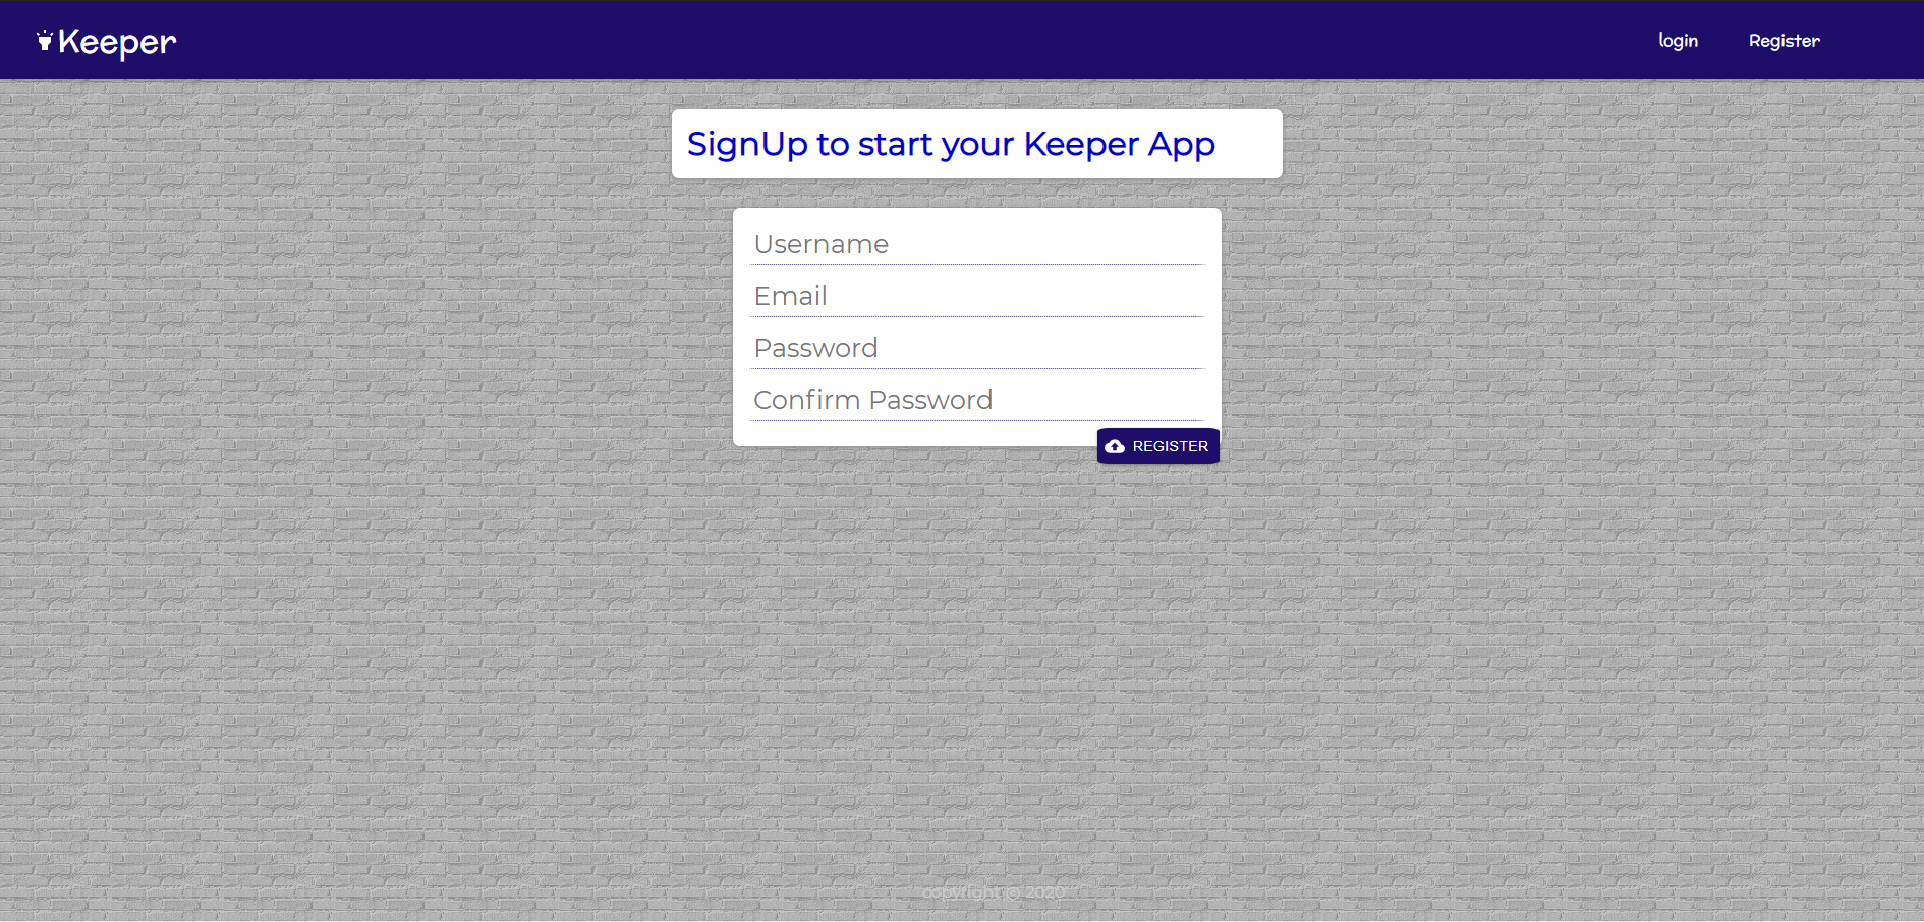 Keeper
login
Register
SignUp to start your Keeper App
Username
Email
Password
Confirm Password
REGISTER
copyright © 2020